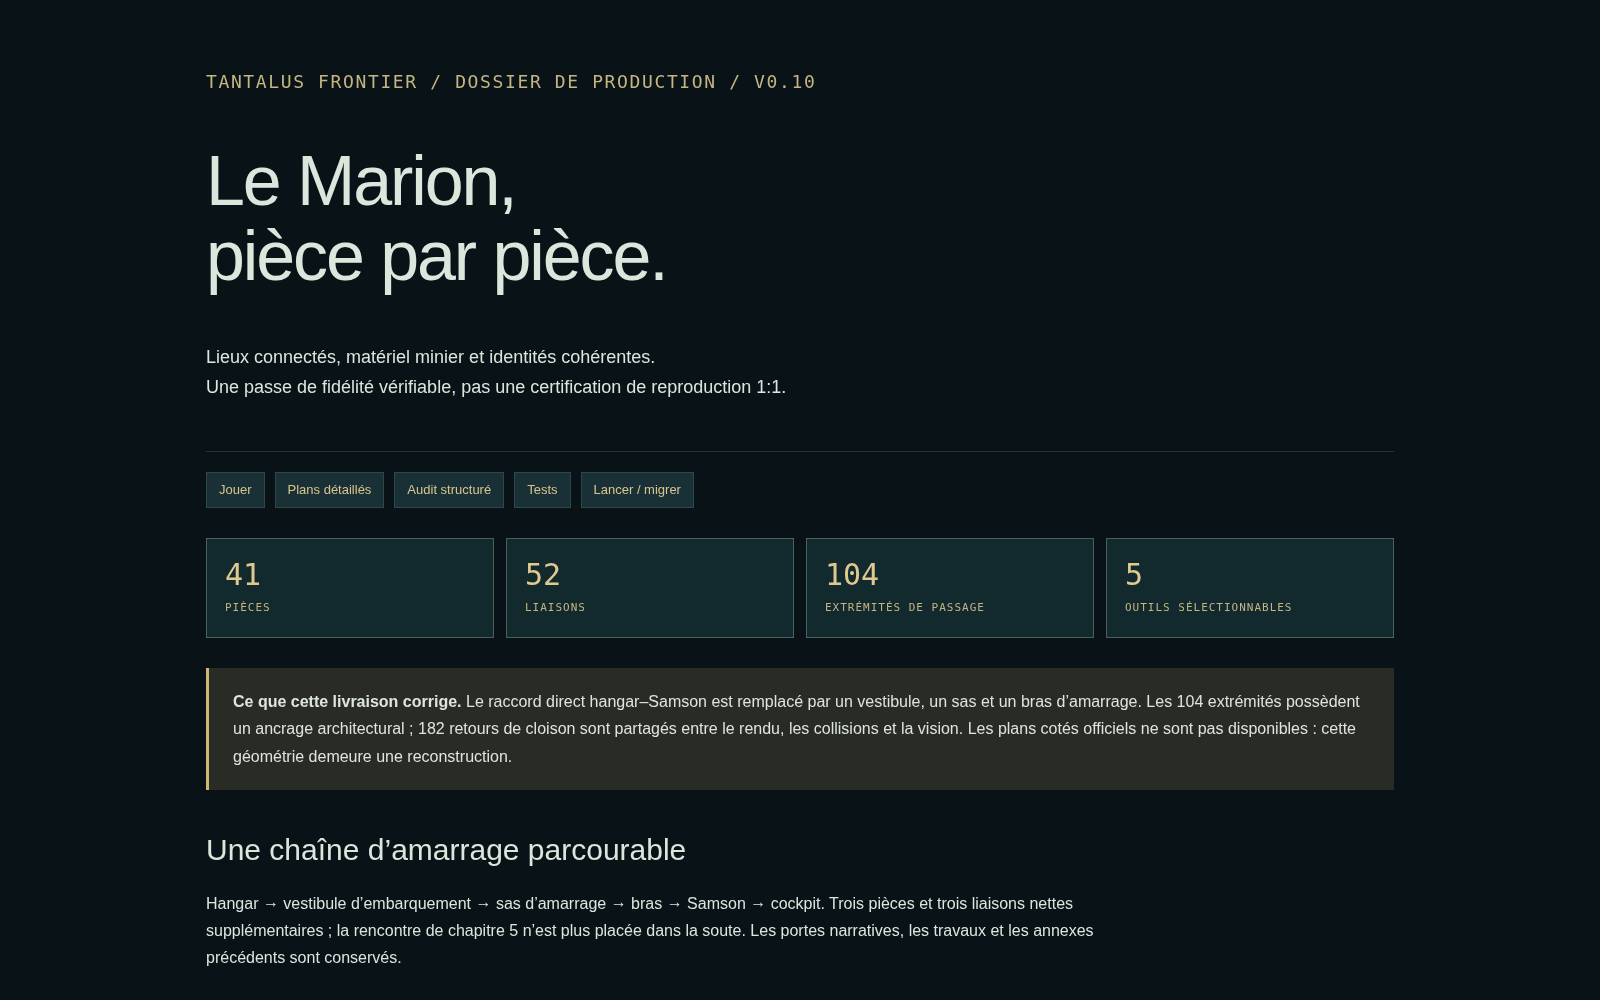 TANTALUS FRONTIER / DOSSIER DE PRODUCTION / V0.10
Le Marion,
pièce par pièce.
Lieux connectés, matériel minier et identités cohérentes.
Une passe de fidélité vérifiable, pas une certification de reproduction 1:1.
Jouer
Plans détaillés
Audit structuré
Tests
Lancer / migrer
41
PIÈCES
52
LIAISONS
104
EXTRÉMITÉS DE PASSAGE
5
OUTILS SÉLECTIONNABLES
Ce que cette livraison corrige. Le raccord direct hangar–Samson est remplacé par un vestibule, un sas et un bras d’amarrage. Les 104 extrémités possèdent
un ancrage architectural ; 182 retours de cloison sont partagés entre le rendu, les collisions et la vision. Les plans cotés officiels ne sont pas disponibles : cette
géométrie demeure une reconstruction.
Une chaîne d’amarrage parcourable
Hangar → vestibule d’embarquement → sas d’amarrage → bras → Samson → cockpit. Trois pièces et trois liaisons nettes
supplémentaires ; la rencontre de chapitre 5 n’est plus placée dans la soute. Les portes narratives, les travaux et les annexes
précédents sont conservés.